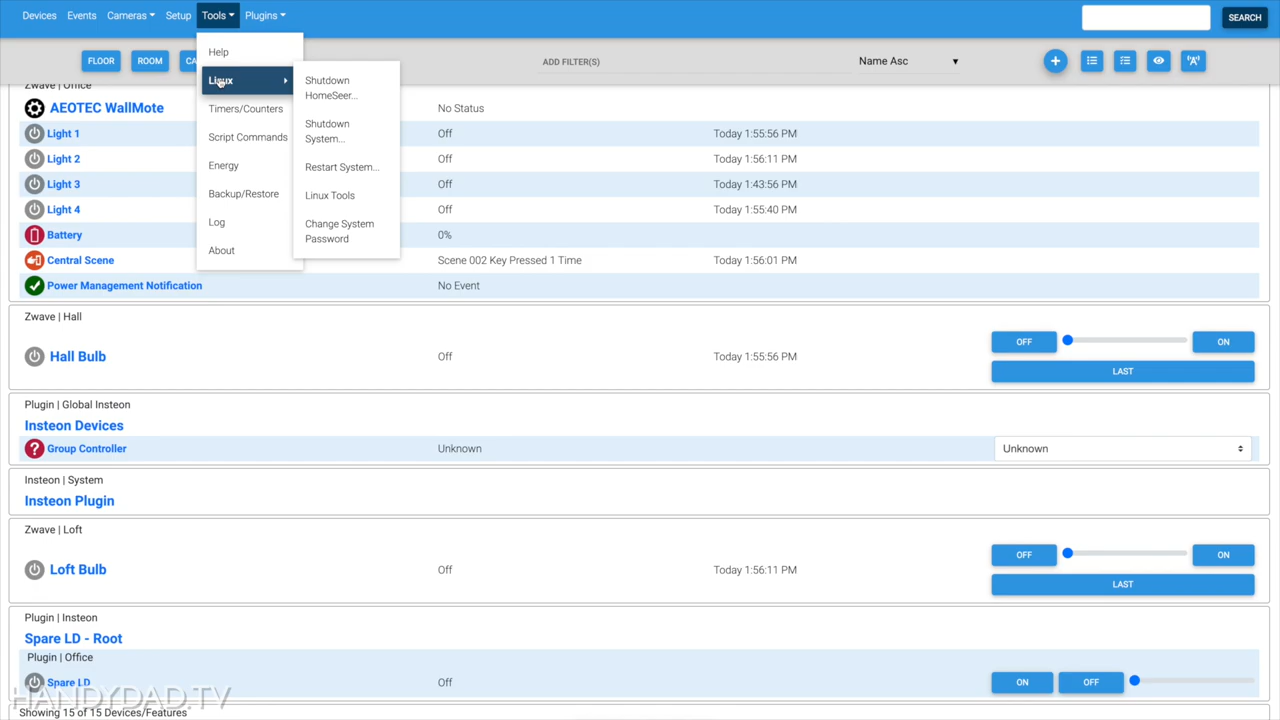 Devices Events Cameras Setup Tools Plugins SEARCH
FLOOR ROOM CA ADD FILTER(S) Name Asc
Help
Linux
Timers/Counters
Script Commands
Energy
Backup/Restore
Log
About
Shutdown
HomeSeer...
Shutdown
System...
Restart System...
Linux Tools
Change System
Password
Zwave | Office
AEOTEC WallMote No Status
Light 1 Off Today 1:55:56 PM
Light 2 Off Today 1:56:11 PM
Light 3 Off Today 1:43:56 PM
Light 4 Off Today 1:55:40 PM
Battery 0%
Central Scene Scene 002 Key Pressed 1 Time Today 1:56:01 PM
Power Management Notification No Event
Zwave | Hall
Hall Bulb Off Today 1:55:56 PM OFF ON
LAST
Plugin | Global Insteon
Insteon Devices
Group Controller Unknown Unknown
Insteon | System
Insteon Plugin
Zwave | Loft
Loft Bulb Off Today 1:56:11 PM OFF ON
LAST
Plugin | Insteon
Spare LD - Root
Plugin | Office
Spare LD Off ON OFF
HANDYDAD.TV
Showing 15 of 15 Devices/Features